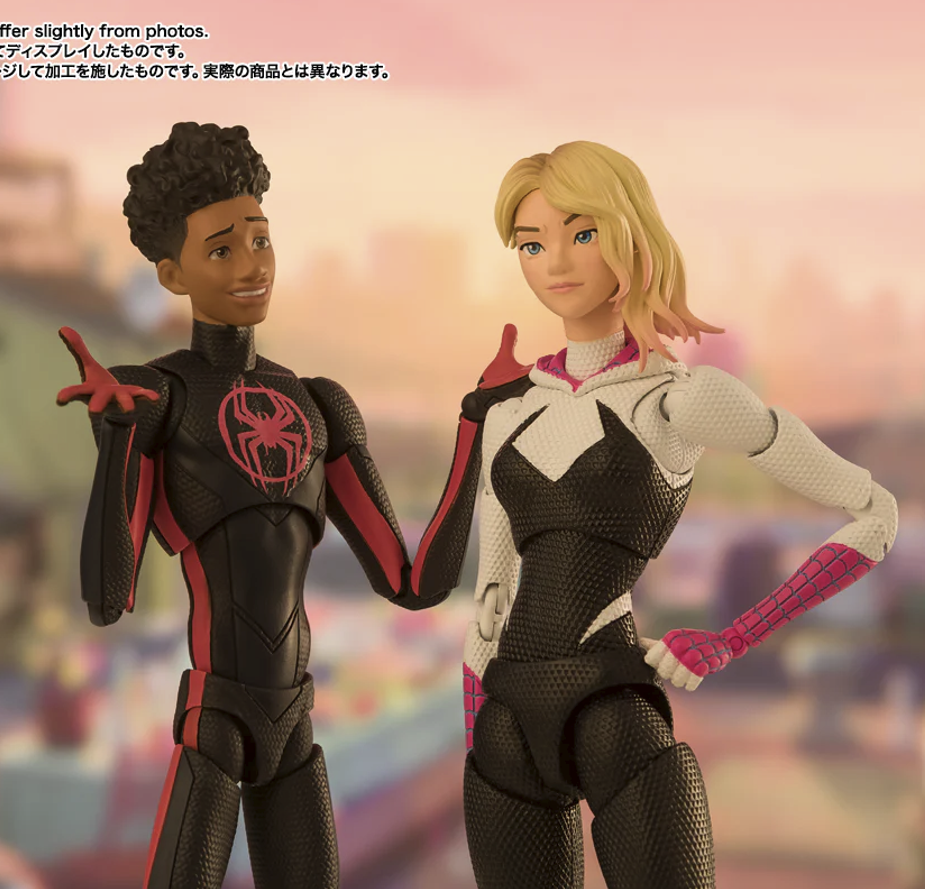 ffer slightly from photos.
てディスプレイしたものです。
ジして加工を施したものです。実際の商品とは異なります。